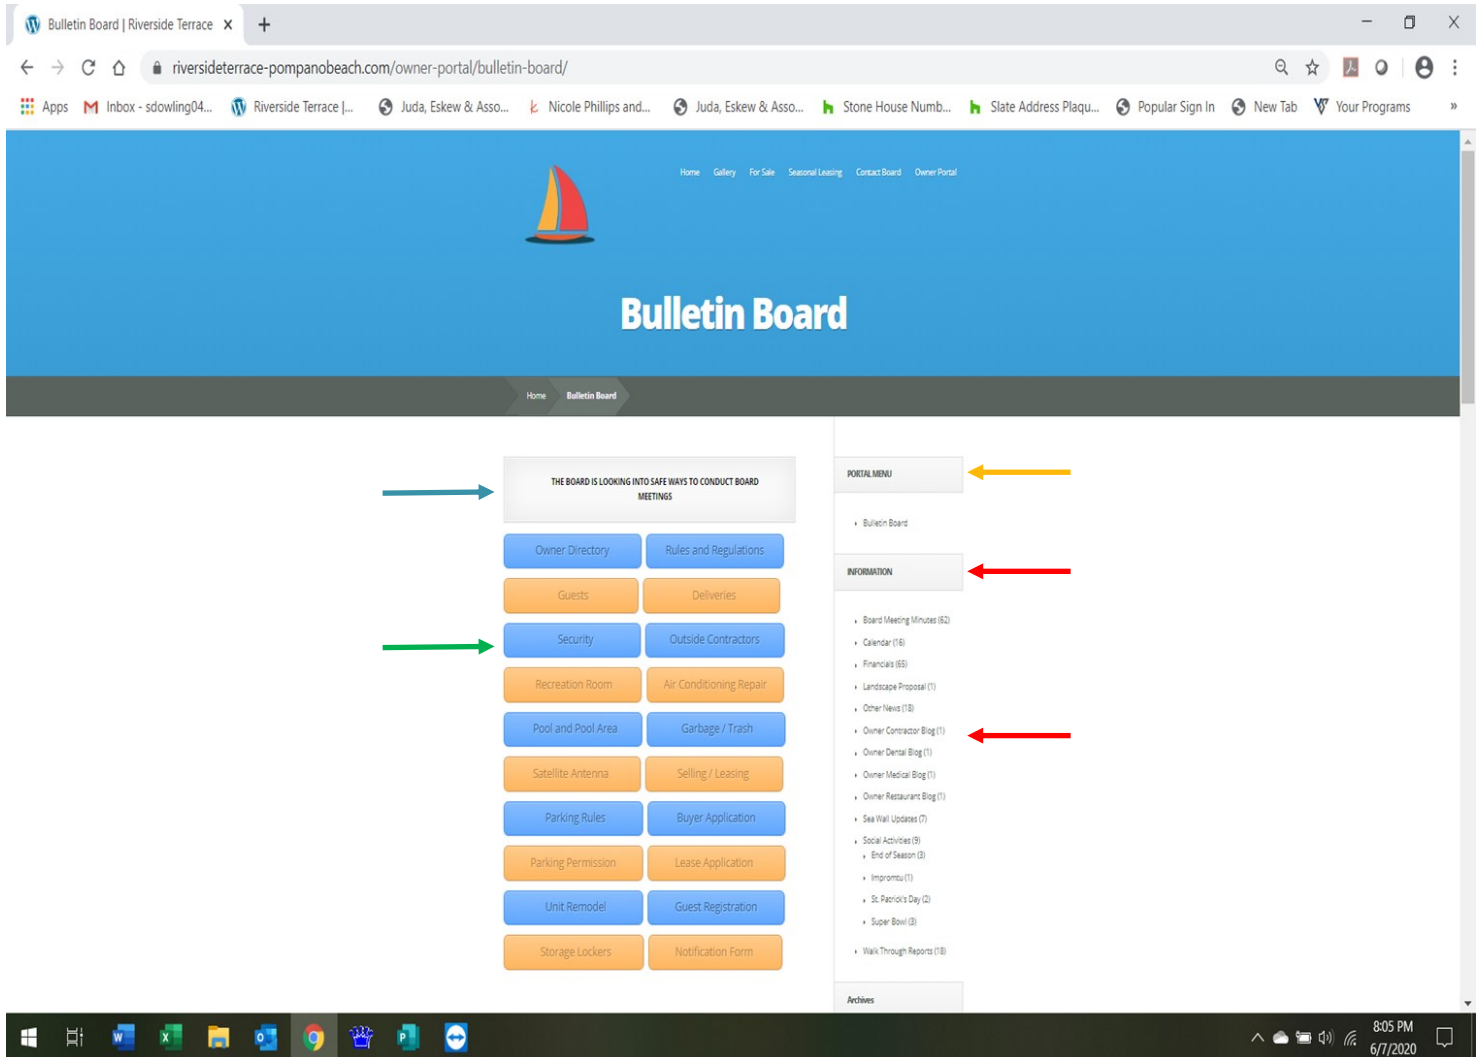 Bulletin Board | Riverside Terrace
riversideterrace-pompanobeach.com/owner-portal/bulletin-board/
Apps
Inbox - sdowling04...
Riverside Terrace |...
Juda, Eskew & Asso...
Nicole Phillips and...
Juda, Eskew & Asso...
Stone House Numb...
Slate Address Plaqu...
Popular Sign In
New Tab
Your Programs
»
Home Gallery For Sale Seasonal Leasing Contact Board Owner Portal
Bulletin Board
Home Bulletin Board
THE BOARD IS LOOKING INTO SAFE WAYS TO CONDUCT BOARD
MEETINGS
Owner Directory
Rules and Regulations
Guests
Deliveries
Security
Outside Contractors
Recreation Room
Air Conditioning Repair
Pool and Pool Area
Garbage / Trash
Satellite Antenna
Selling / Leasing
Parking Rules
Buyer Application
Parking Permission
Lease Application
Unit Remodel
Guest Registration
Storage Lockers
Notification Form
PORTAL MENU
Bulletin Board
INFORMATION
Board Meeting Minutes (62)
Calendar (16)
Financials (65)
Landscape Proposal (1)
Other News (18)
Owner Contractor Blog (1)
Owner Dental Blog (1)
Owner Medical Blog (1)
Owner Restaurant Blog (1)
Sea Wall Updates (7)
Social Activities (9)
End of Season (3)
Impromtu (1)
St. Patrick's Day (2)
Super Bowl (3)
Walk Through Reports (18)
Archives
8:05 PM
6/7/2020